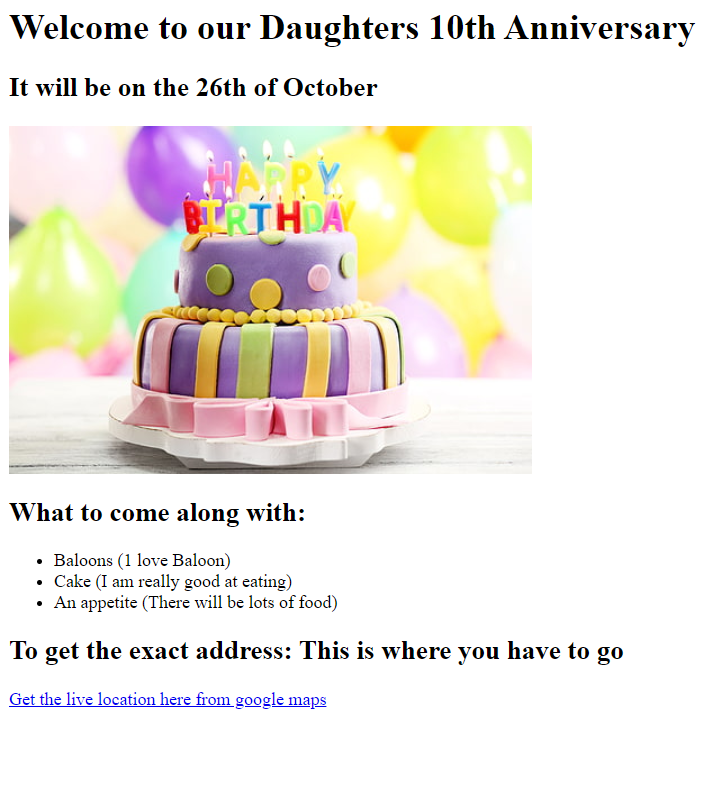 Welcome to our Daughters 10th Anniversary
It will be on the 26th of October
HAPPY
BIRTHDAY
What to come along with:
Baloons (1 love Baloon)
Cake (I am really good at eating)
An appetite (There will be lots of food)
To get the exact address: This is where you have to go
Get the live location here from google maps